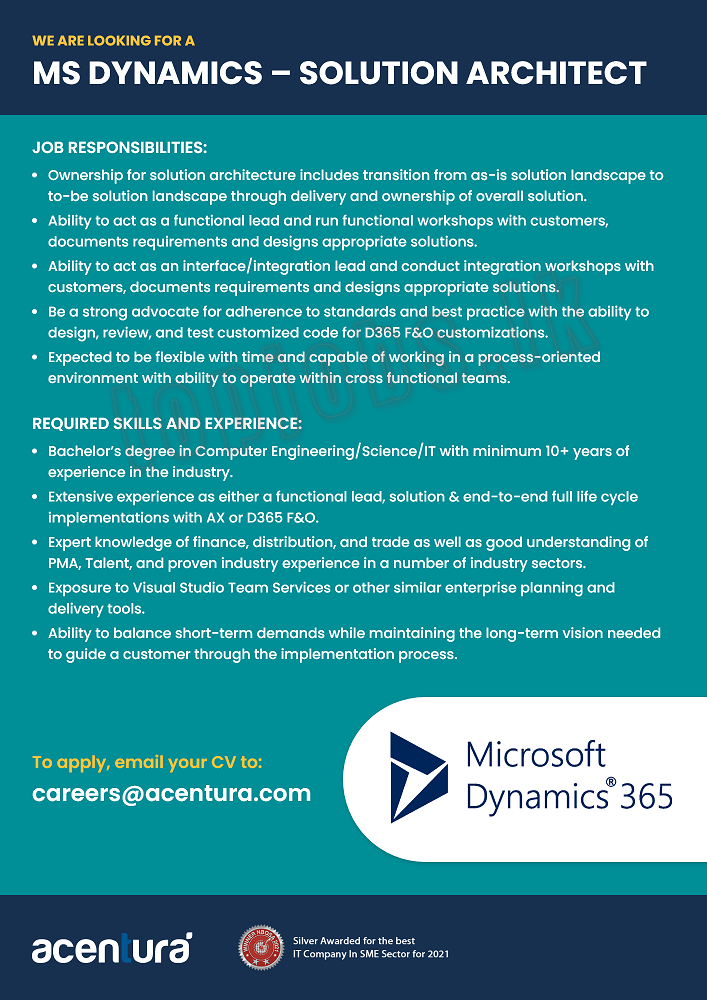 WE ARE LOOKING FOR A
MS DYNAMICS – SOLUTION ARCHITECT
JOB RESPONSIBILITIES:
• Ownership for solution architecture includes transition from as-is solution landscape to
to-be solution landscape through delivery and ownership of overall solution.
• Ability to act as a functional lead and run functional workshops with customers,
documents requirements and designs appropriate solutions.
• Ability to act as an interface/integration lead and conduct integration workshops with
customers, documents requirements and designs appropriate solutions.
• Be a strong advocate for adherence to standards and best practice with the ability to
design, review, and test customized code for D365 F&O customizations.
• Expected to be flexible with time and capable of working in a process-oriented
environment with ability to operate within cross functional teams.
REQUIRED SKILLS AND EXPERIENCE:
• Bachelor's degree in Computer Engineering/Science/IT with minimum 10+ years of
experience in the industry.
• Extensive experience as either a functional lead, solution & end-to-end full life cycle
implementations with AX or D365 F&O.
• Expert knowledge of finance, distribution, and trade as well as good understanding of
PMA, Talent, and proven industry experience in a number of industry sectors.
• Exposure to Visual Studio Team Services or other similar enterprise planning and
delivery tools.
• Ability to balance short-term demands while maintaining the long-term vision needed
to guide a customer through the implementation process.
To apply, email your CV to:
careers@acentura.com
Microsoft
Dynamics® 365
acentura
Silver Awarded for the best
IT Company In SME Sector for 2021